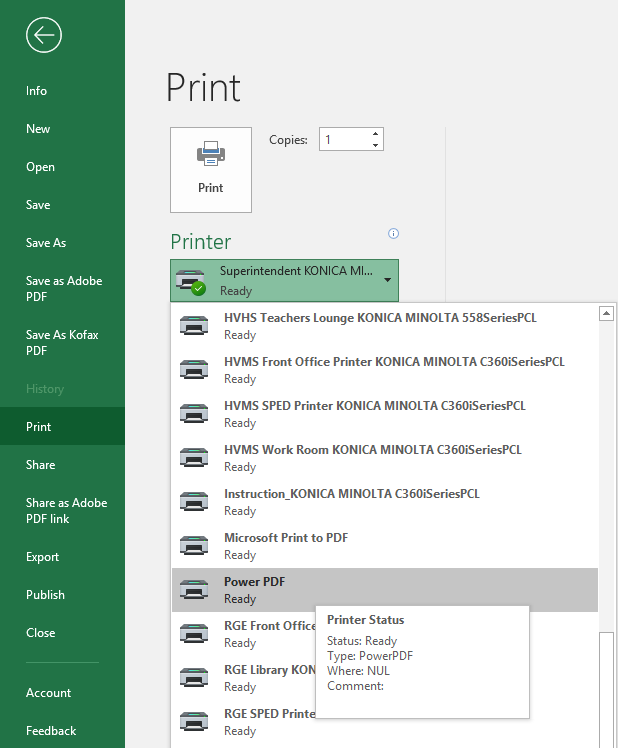 Info
New
Open
Save
Save As
Save as Adobe
PDF
Save As Kofax
PDF
History
Print
Share
Share as Adobe
PDF link
Export
Publish
Close
Account
Feedback
Print
Print
Copies: 1
Printer
Superintendent KONICA MI...
Ready
HVHS Teachers Lounge KONICA MINOLTA 558SeriesPCL
Ready
HVMS Front Office Printer KONICA MINOLTA C360iSeriesPCL
Ready
HVMS SPED Printer KONICA MINOLTA C360iSeriesPCL
Ready
HVMS Work Room KONICA MINOLTA C360iSeriesPCL
Ready
Instruction_KONICA MINOLTA C360iSeriesPCL
Ready
Microsoft Print to PDF
Ready
Power PDF
Ready
RGE Front Office
Ready
RGE Library KON
Ready
RGE SPED Printe
Ready
Printer Status
Status: Ready
Type: PowerPDF
Where: NUL
Comment: